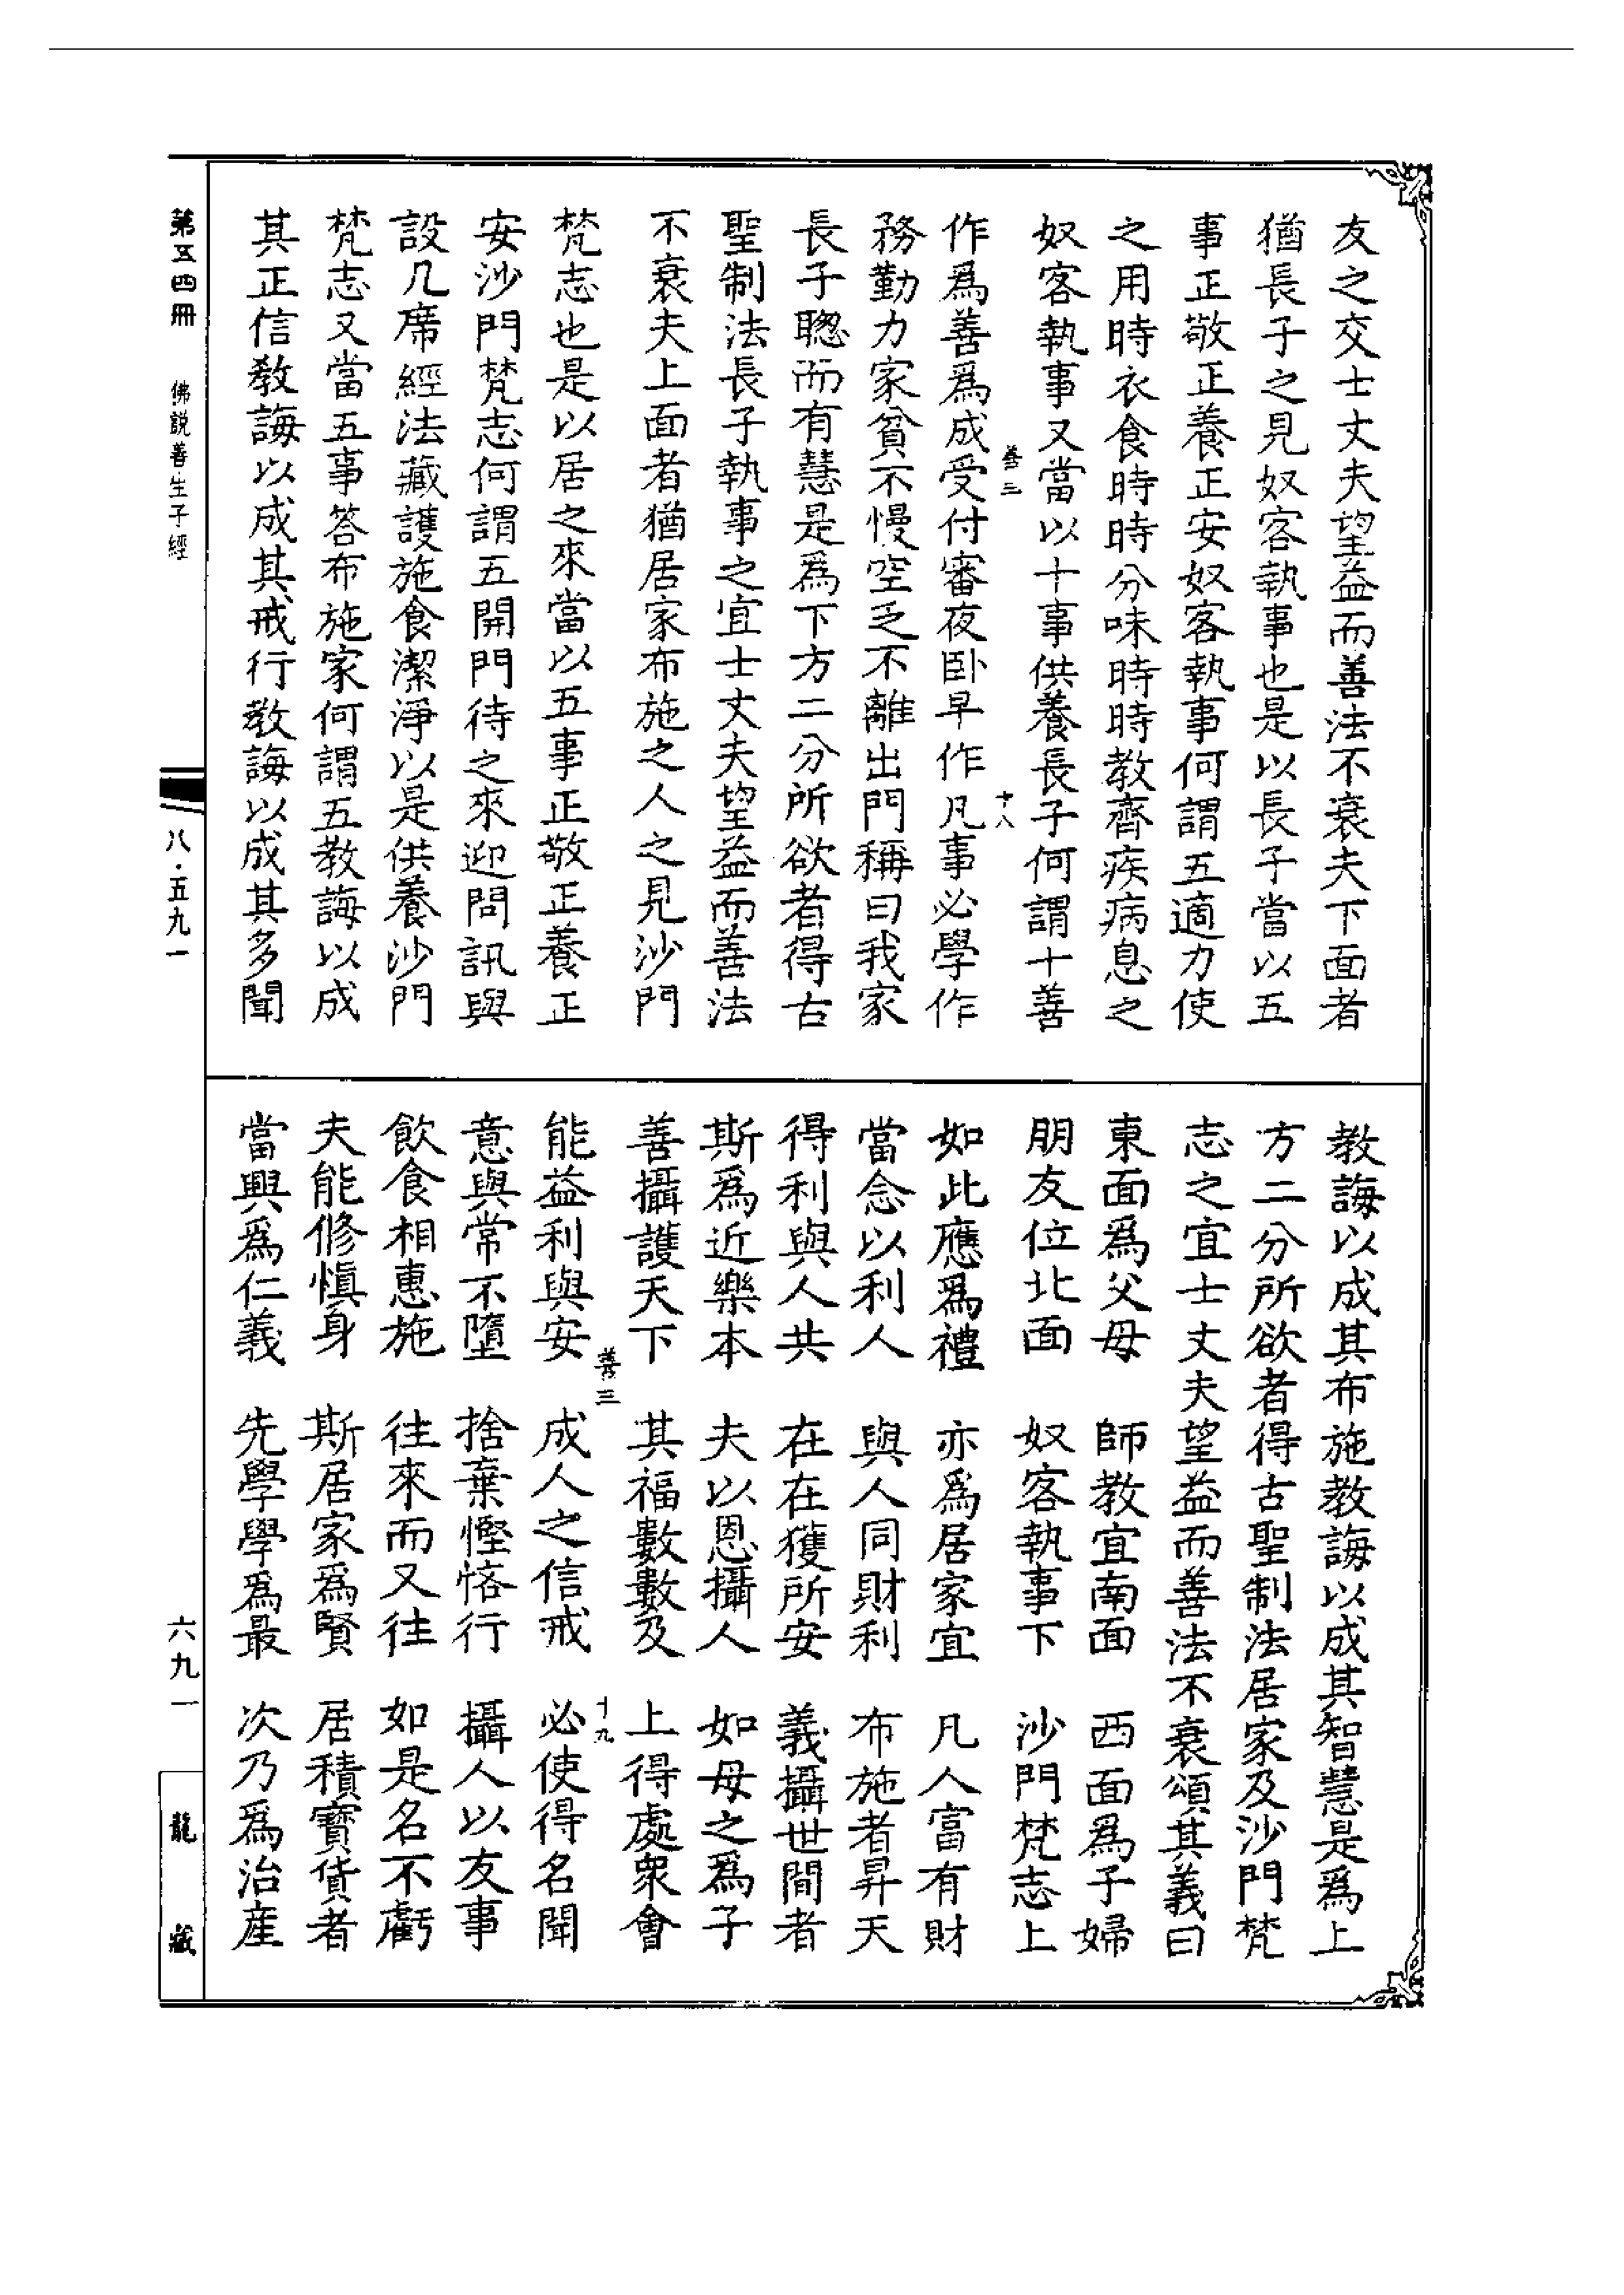 友之交士丈夫望益而善法不衰夫下面者
猶長子之見奴客執事也是以長子當以五
事正敬正養正安奴客執事何謂五適力使
之用時衣食時時分味時時教齋疾病息之
奴客執事又當以十事供養長子何謂十善
善三
十八
作爲善爲成受付審夜卧早作凡事必學作
務勤力家貧不慢空乏不離出門稱曰我家
長子聰而有慧是爲下方二分所欲者得古
聖制法長子執事之宜士丈夫望益而善法
不衰夫上面者猶居家布施之人之見沙門
梵志也是以居之來當以五事正敬正養正
安沙門梵志何謂五開門待之來迎問訊與
設几席經法藏護施食潔淨以是供養沙門
梵志又當五事答布施家何謂五教誨以成
其正信教誨以成其戒行教誨以成其多聞
教誨以成其布施教誨以成其智慧是爲上
方二分所欲者得古聖制法居家及沙門梵
志之宜士丈夫望益而善法不衰頌其義曰
東面爲父母 師教宜南面 西面爲子婦
朋友位北面 奴客執事下 沙門梵志上
如此應爲禮 亦爲居家宜 凡人富有財
當念以利人 與人同財利 布施者昇天
得利與人共 在在獲所安 義攝世間者
斯爲近樂本 夫以恩攝人 如母之爲子
善攝護天下 其福數數及 上得處衆會
善三
十九
能益利與安 成人之信戒 必使得名聞
意與常不墮 捨棄慳悋行 攝人以友事
飲食相惠施 往來而又往 如是名不虧
夫能修愼身 斯居家爲賢 居積寶貨者
當興爲仁義 先學學爲最 次乃爲治產
第五四冊 佛説善生子經
八·五九一
六九一
龍藏